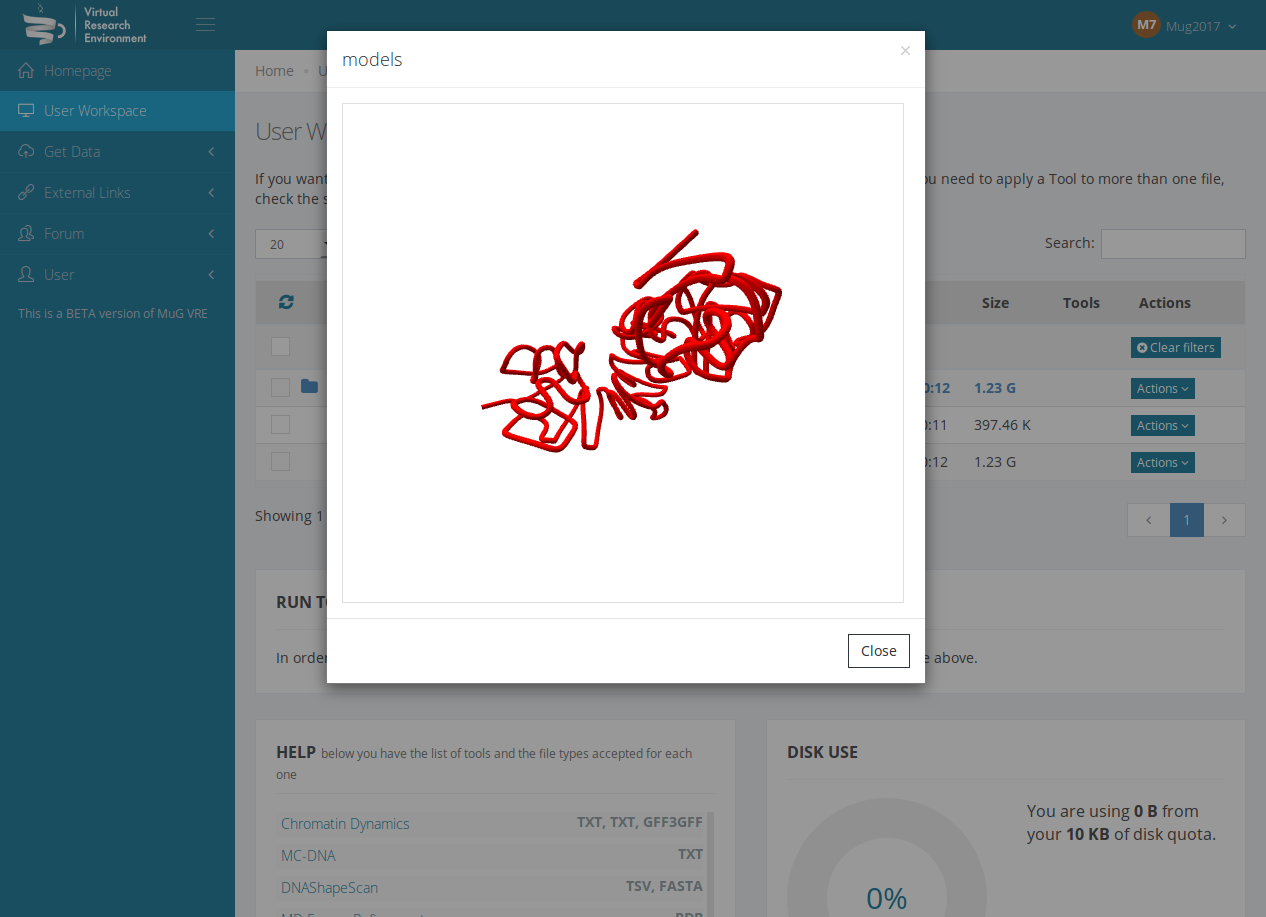 Virtual
Research
Environment
M7 Mug2017
Homepage
User Workspace
Get Data
External Links
Forum
User
This is a BETA version of MuG VRE
models
×
Close
Home
User W
If you want
ou need to apply a Tool to more than one file,
check the s
20
Search:
Size Tools Actions
Clear filters
0:12 1.23 G Actions
0:11 397.46 K Actions
0:12 1.23 G Actions
Showing 1
1
RUN TO
In order
e above.
HELP below you have the list of tools and the file types accepted for each
one
Chromatin Dynamics TXT, TXT, GFF3GFF
MC-DNA TXT
DNAShapeScan TSV, FASTA
DISK USE
You are using 0 B from
your 10 KB of disk quota.
0%